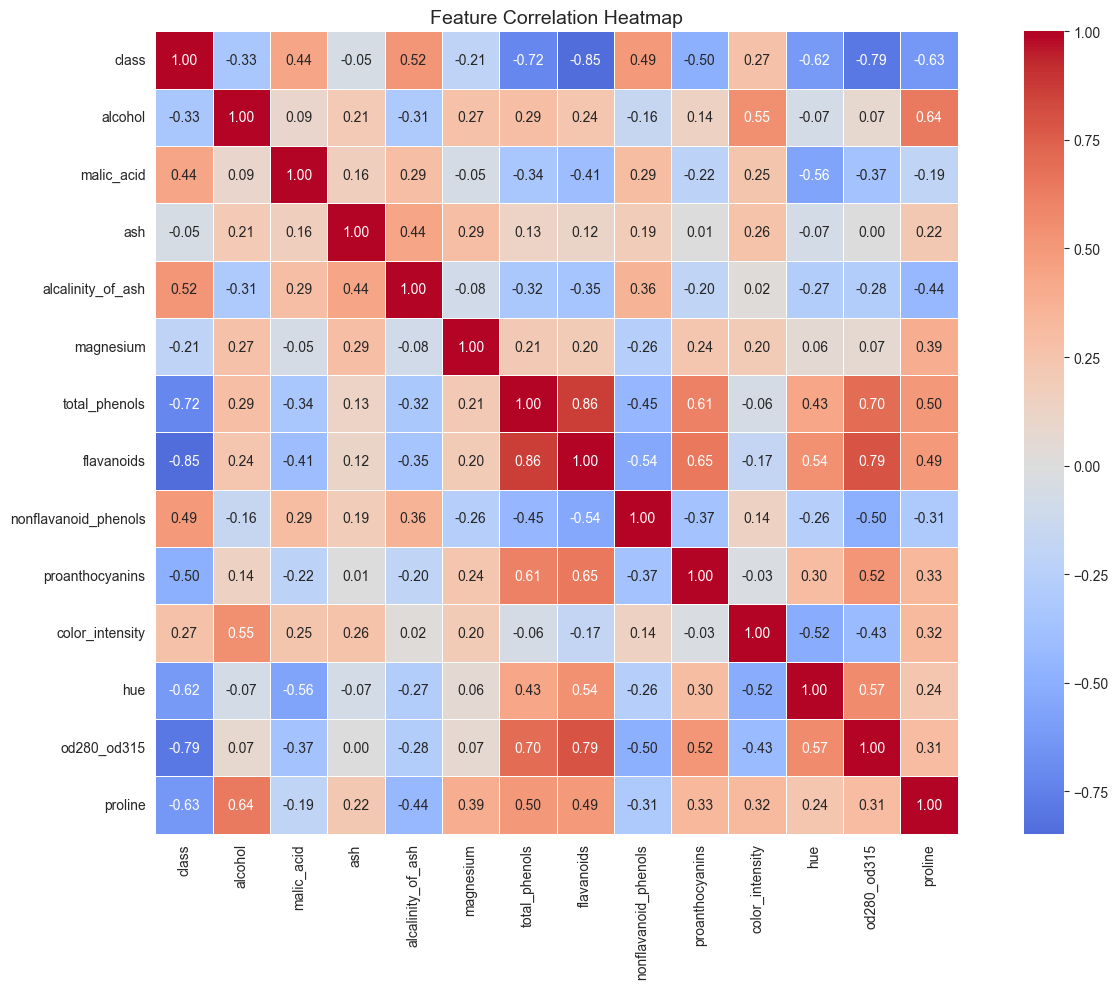 Feature Correlation Heatmap
class 1.00 -0.33 0.44 -0.05 0.52 -0.21 -0.72 -0.85 0.49 -0.50 0.27 -0.62 -0.79 -0.63
alcohol -0.33 1.00 0.09 0.21 -0.31 0.27 0.29 0.24 -0.16 0.14 0.55 -0.07 0.07 0.64
malic_acid 0.44 0.09 1.00 0.16 0.29 -0.05 -0.34 -0.41 0.29 -0.22 0.25 -0.56 -0.37 -0.19
ash -0.05 0.21 0.16 1.00 0.44 0.29 0.13 0.12 0.19 0.01 0.26 -0.07 0.00 0.22
alcalinity_of_ash 0.52 -0.31 0.29 0.44 1.00 -0.08 -0.32 -0.35 0.36 -0.20 0.02 -0.27 -0.28 -0.44
magnesium -0.21 0.27 -0.05 0.29 -0.08 1.00 0.21 0.20 -0.26 0.24 0.20 0.06 0.07 0.39
total_phenols -0.72 0.29 -0.34 0.13 -0.32 0.21 1.00 0.86 -0.45 0.61 -0.06 0.43 0.70 0.50
flavanoids -0.85 0.24 -0.41 0.12 -0.35 0.20 0.86 1.00 -0.54 0.65 -0.17 0.54 0.79 0.49
nonflavanoid_phenols 0.49 -0.16 0.29 0.19 0.36 -0.26 -0.45 -0.54 1.00 -0.37 0.14 -0.26 -0.50 -0.31
proanthocyanins -0.50 0.14 -0.22 0.01 -0.20 0.24 0.61 0.65 -0.37 1.00 -0.03 0.30 0.52 0.33
color_intensity 0.27 0.55 0.25 0.26 0.02 0.20 -0.06 -0.17 0.14 -0.03 1.00 -0.52 -0.43 0.32
hue -0.62 -0.07 -0.56 -0.07 -0.27 0.06 0.43 0.54 -0.26 0.30 -0.52 1.00 0.57 0.24
od280_od315 -0.79 0.07 -0.37 0.00 -0.28 0.07 0.70 0.79 -0.50 0.52 -0.43 0.57 1.00 0.31
proline -0.63 0.64 -0.19 0.22 -0.44 0.39 0.50 0.49 -0.31 0.33 0.32 0.24 0.31 1.00
class
alcohol
malic_acid
ash
alcalinity_of_ash
magnesium
total_phenols
flavanoids
nonflavanoid_phenols
proanthocyanins
color_intensity
hue
od280_od315
proline
1.00
0.75
0.50
0.25
0.00
−0.25
−0.50
−0.75